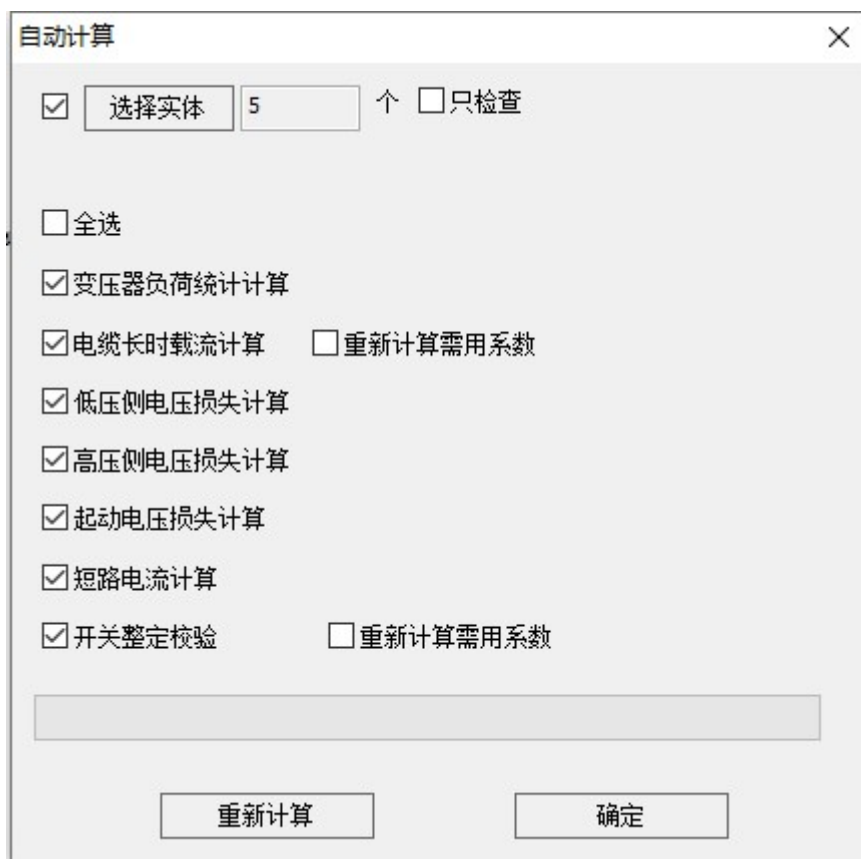 自动计算
选择实体 5 个 只检查
全选
变压器负荷统计计算
电缆长时载流计算 重新计算需用系数
低压侧电压损失计算
高压侧电压损失计算
起动电压损失计算
短路电流计算
开关整定校验 重新计算需用系数
重新计算 确定